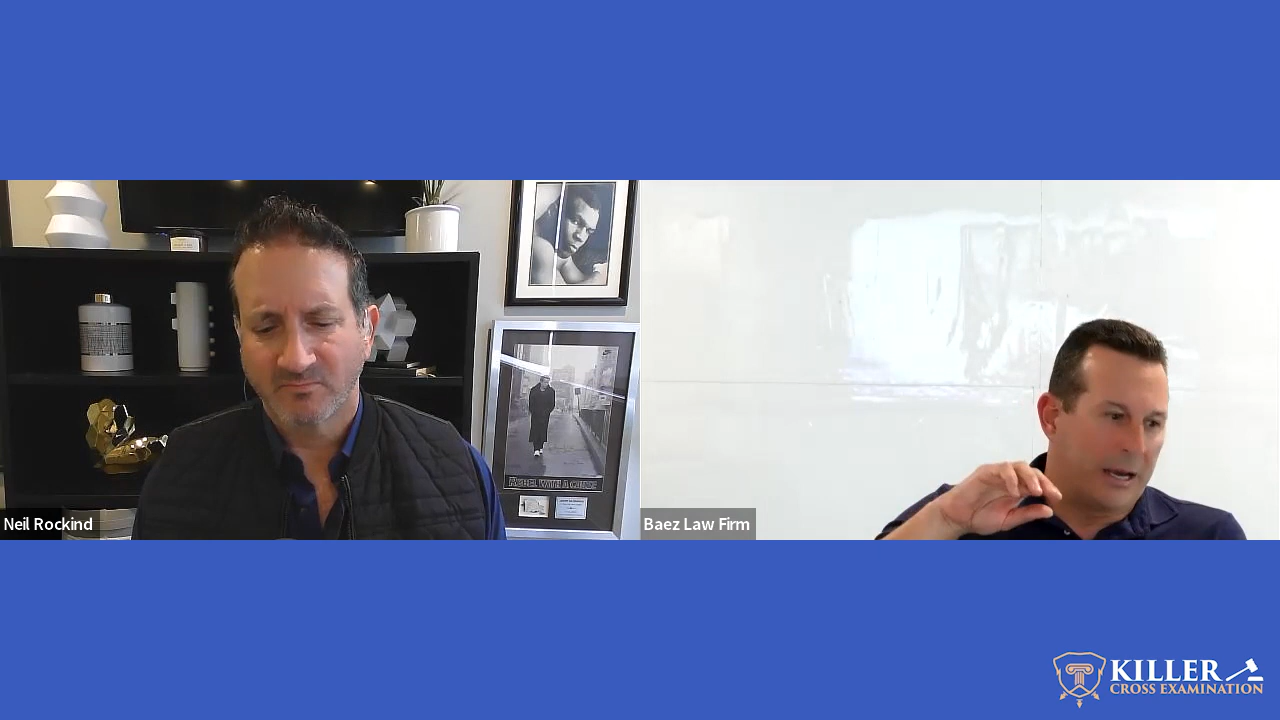 REBEL WITH A CAUSE
Neil Rockind
Baez Law Firm
KILLER
CROSS EXAMINATION